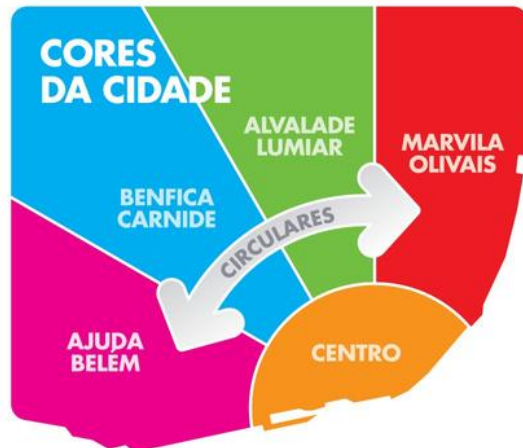 CORES
DA CIDADE
ALVALADE
LUMIAR
MARVILA
OLIVAIS
BENFICA
CARNIDE
CIRCULARES
AJUDA
BELÉM
CENTRO